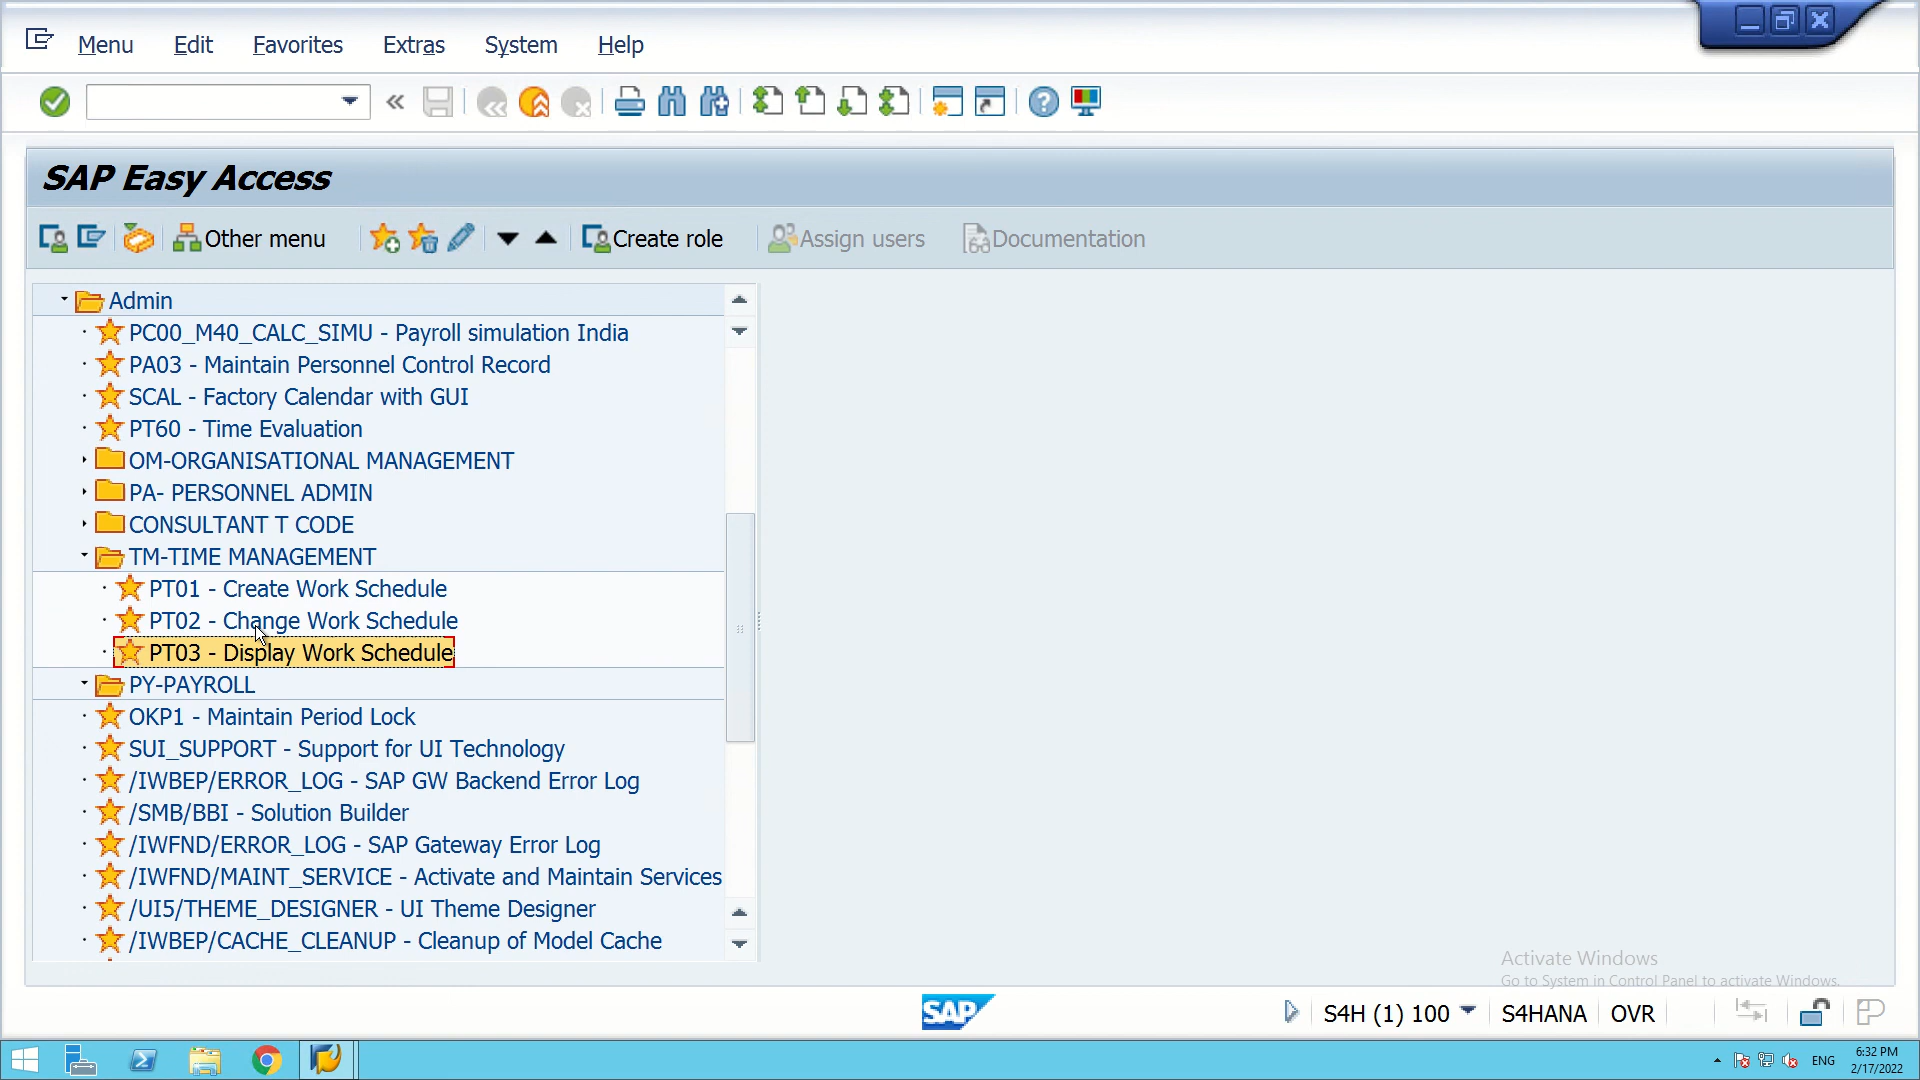 Menu Edit Favorites Extras System Help
SAP Easy Access
Other menu Create role Assign users Documentation
Admin
PC00_M40_CALC_SIMU - Payroll simulation India
PA03 - Maintain Personnel Control Record
SCAL - Factory Calendar with GUI
PT60 - Time Evaluation
OM-ORGANISATIONAL MANAGEMENT
PA- PERSONNEL ADMIN
CONSULTANT T CODE
TM-TIME MANAGEMENT
PT01 - Create Work Schedule
PT02 - Change Work Schedule
PT03 - Display Work Schedule
PY-PAYROLL
OKP1 - Maintain Period Lock
SUI_SUPPORT - Support for UI Technology
/IWBEP/ERROR_LOG - SAP GW Backend Error Log
/SMB/BBI - Solution Builder
/IWFND/ERROR_LOG - SAP Gateway Error Log
/IWFND/MAINT_SERVICE - Activate and Maintain Services
/UI5/THEME_DESIGNER - UI Theme Designer
/IWBEP/CACHE_CLEANUP - Cleanup of Model Cache
Activate Windows
Go to System in Control Panel to activate Windows.
SAP S4H (1) 100 S4HANA OVR
ENG 6:32 PM
2/17/2022